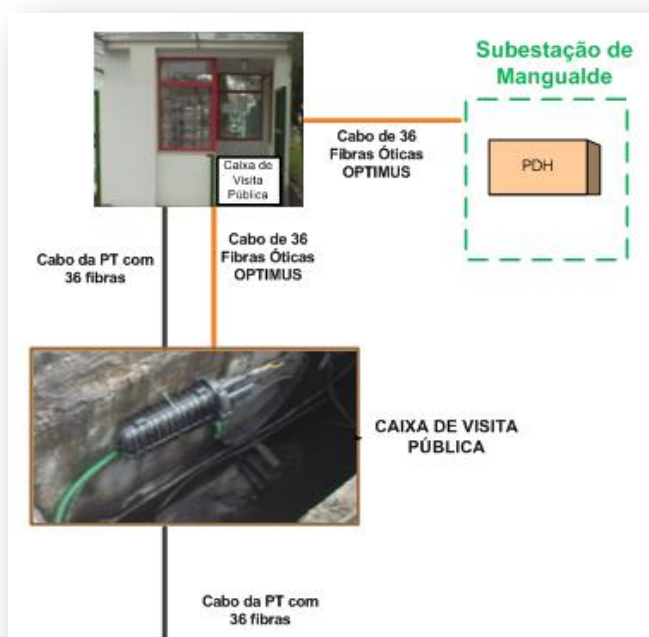 Subestação de
Mangualde
PDH
Cabo de 36
Fibras Óticas
OPTIMUS
Caixa de
Visita
Pública
Cabo da PT com
36 fibras
Cabo de 36
Fibras Óticas
OPTIMUS
CAIXA DE VISITA
PÚBLICA
Cabo da PT com
36 fibras